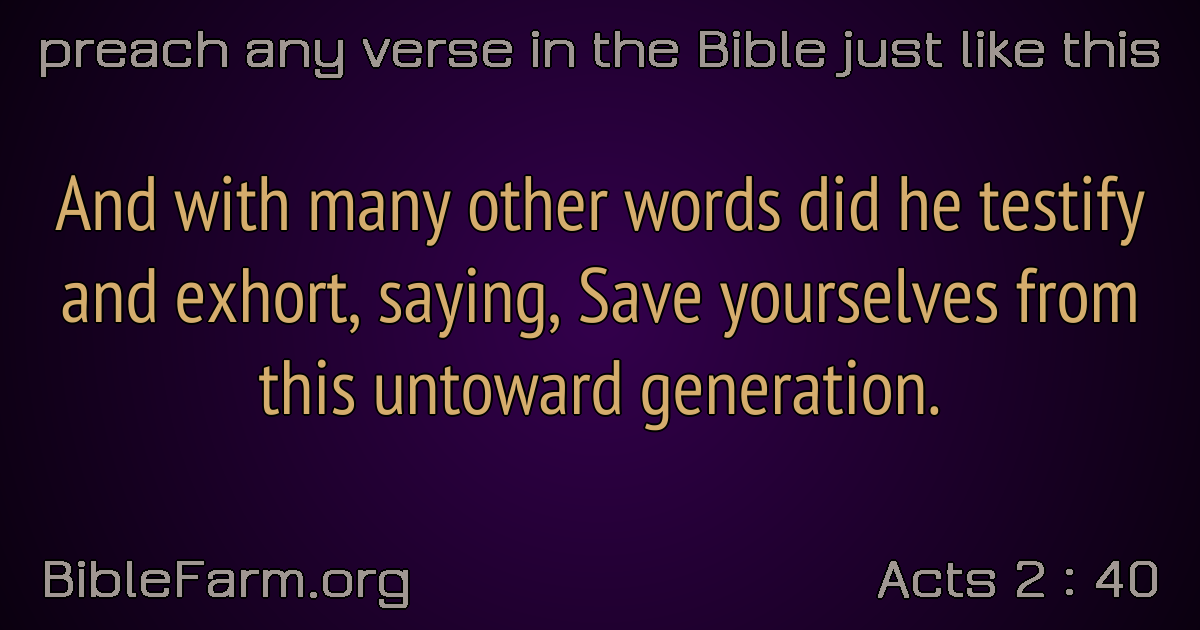 preach any verse in the Bible just like this
And with many other words did he testify
and exhort, saying, Save yourselves from
this untoward generation.
BibleFarm.org
Acts 2 : 40